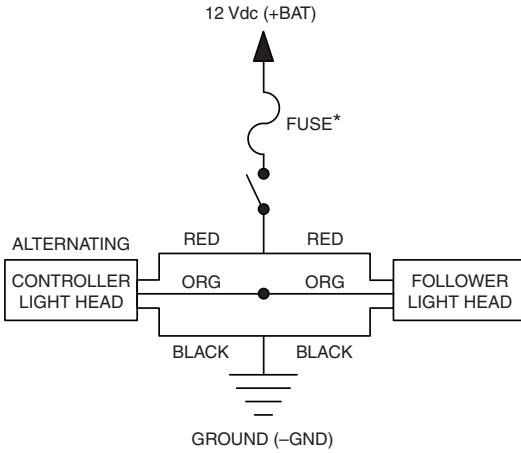 12 Vdc (+BAT)
FUSE*
RED RED
ALTERNATING
CONTROLLER
LIGHT HEAD
ORG ORG
FOLLOWER
LIGHT HEAD
BLACK BLACK
GROUND (–GND)